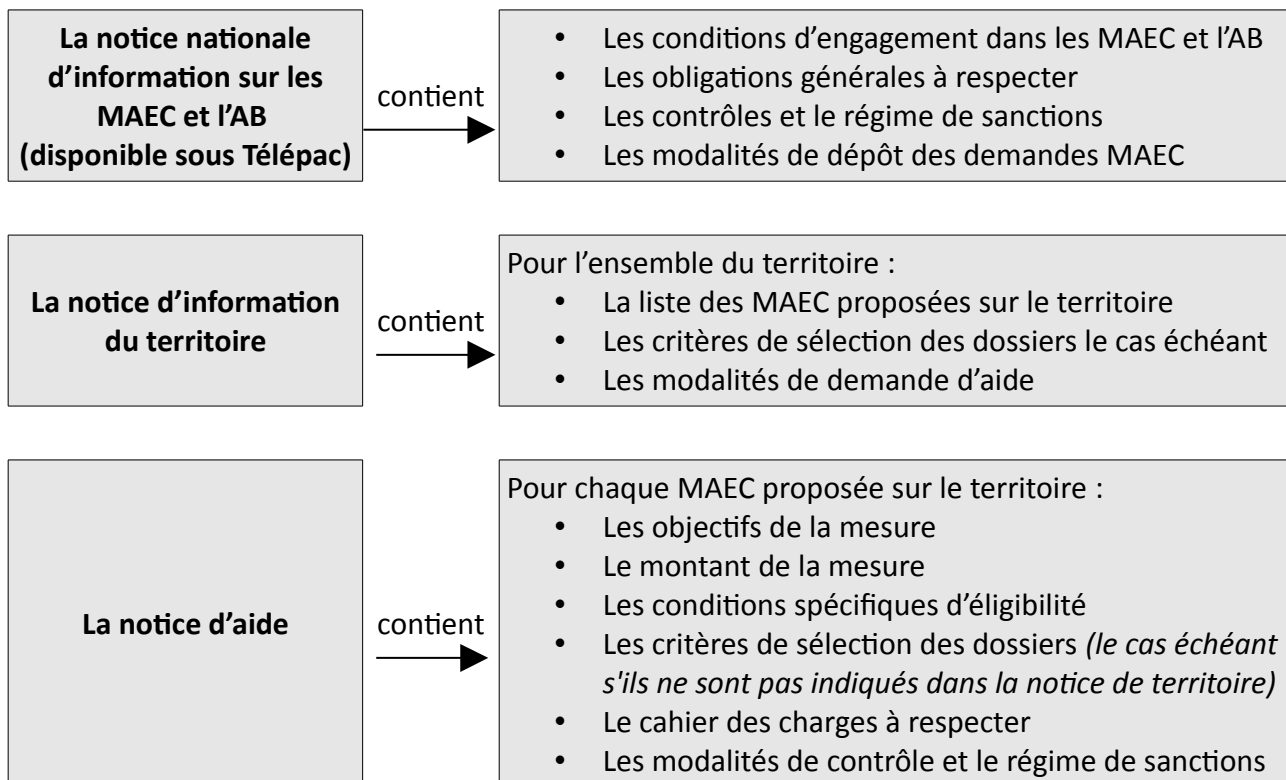 La notice nationale
d’information sur les
MAEC et l’AB
(disponible sous Télépac)
contient
• Les conditions d’engagement dans les MAEC et l’AB
• Les obligations générales à respecter
• Les contrôles et le régime de sanctions
• Les modalités de dépôt des demandes MAEC
La notice d’information
du territoire
contient
Pour l’ensemble du territoire :
• La liste des MAEC proposées sur le territoire
• Les critères de sélection des dossiers le cas échéant
• Les modalités de demande d’aide
La notice d’aide
contient
Pour chaque MAEC proposée sur le territoire :
• Les objectifs de la mesure
• Le montant de la mesure
• Les conditions spécifiques d’éligibilité
• Les critères de sélection des dossiers (le cas échéant
s'ils ne sont pas indiqués dans la notice de territoire)
• Le cahier des charges à respecter
• Les modalités de contrôle et le régime de sanctions